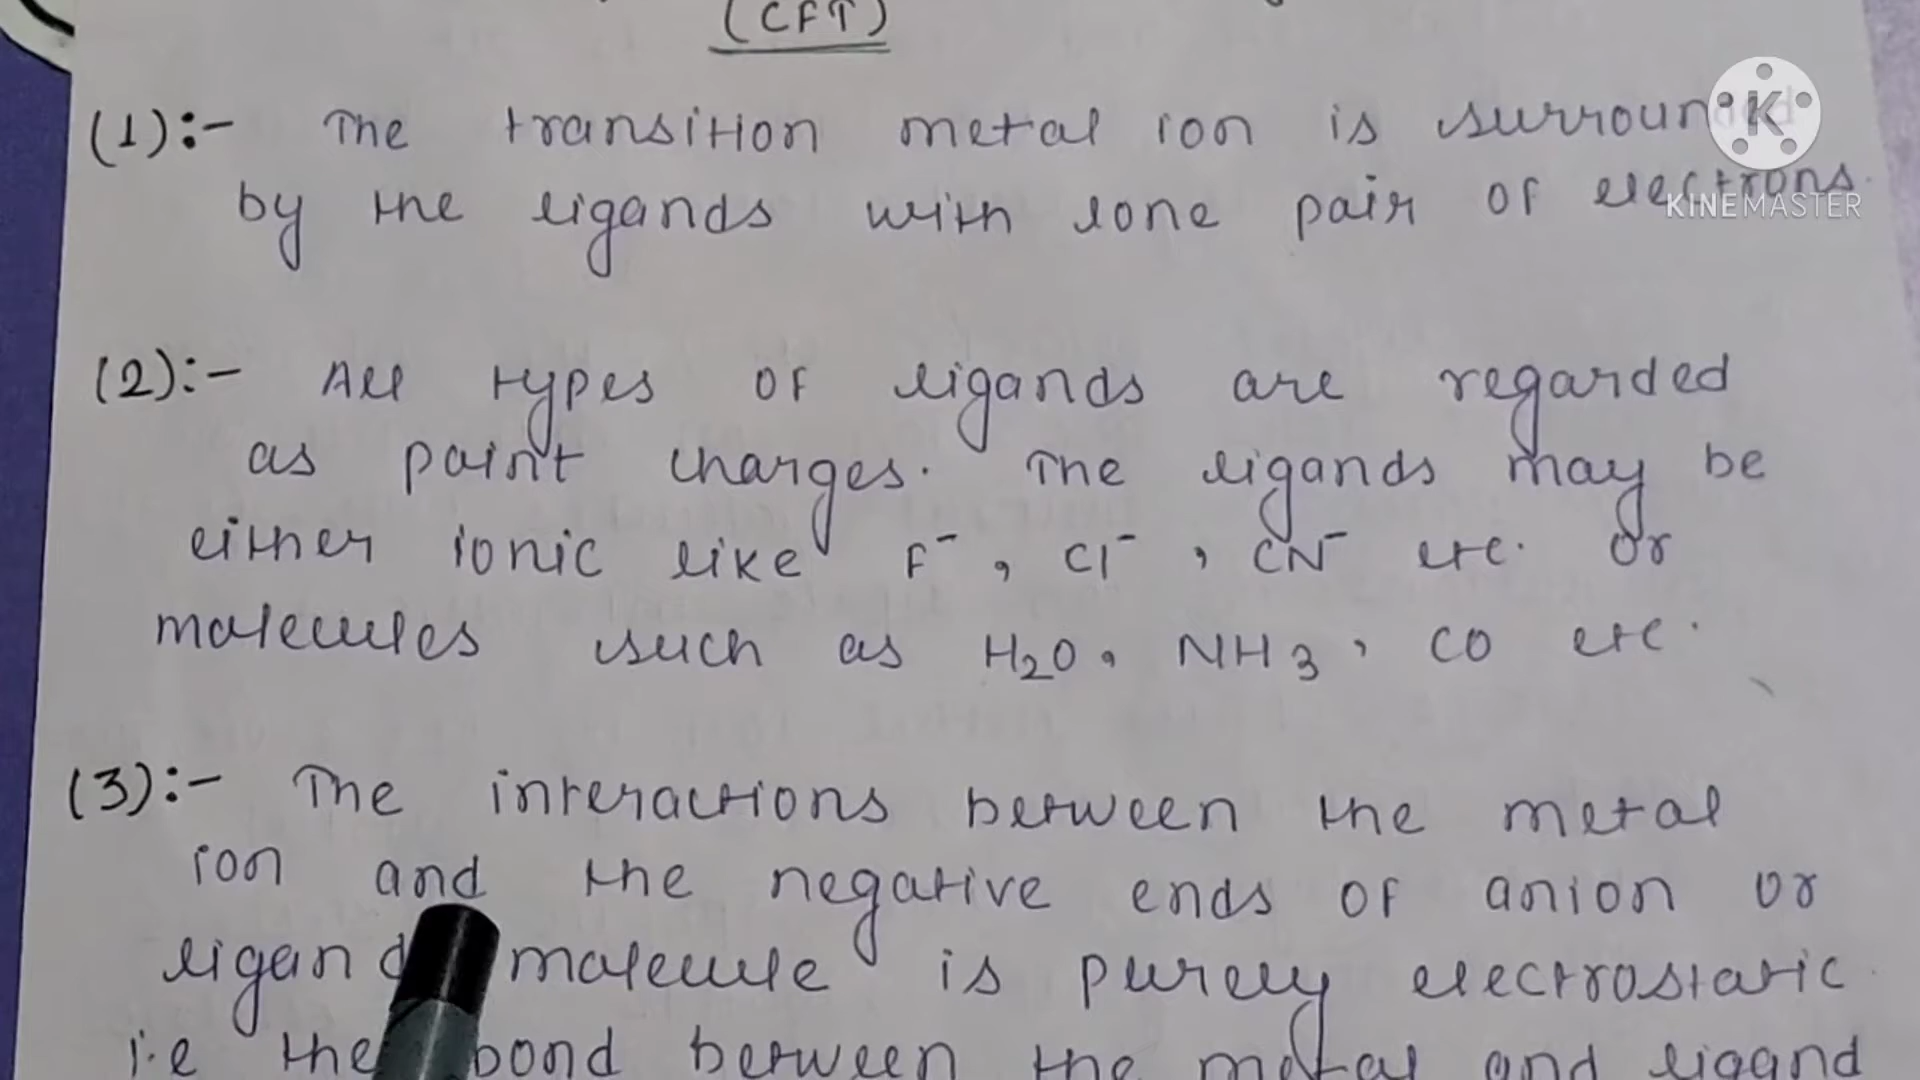 (CFT)
(1):- The transition metal ion is surrounded
by the ligands with lone pair of electrons.
KINEMASTER
(2):- All types of ligands are regarded
as point charges. The ligands may be
either ionic like F⁻, Cl⁻, CN⁻ etc. or
molecules such as H₂O, NH₃, CO etc.
(3):- The interactions between the metal
ion and the negative ends of anion or
ligand molecule is purely electrostatic
i.e the bond between the metal and ligand